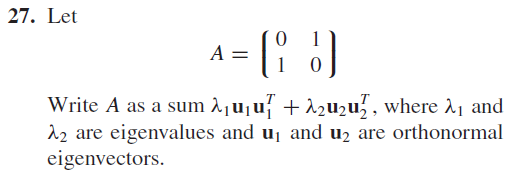 27. Let
A = [ 0 1
1 0 ]
Write A as a sum λ₁u₁u₁ᵀ + λ₂u₂u₂ᵀ, where λ₁ and
λ₂ are eigenvalues and u₁ and u₂ are orthonormal
eigenvectors.